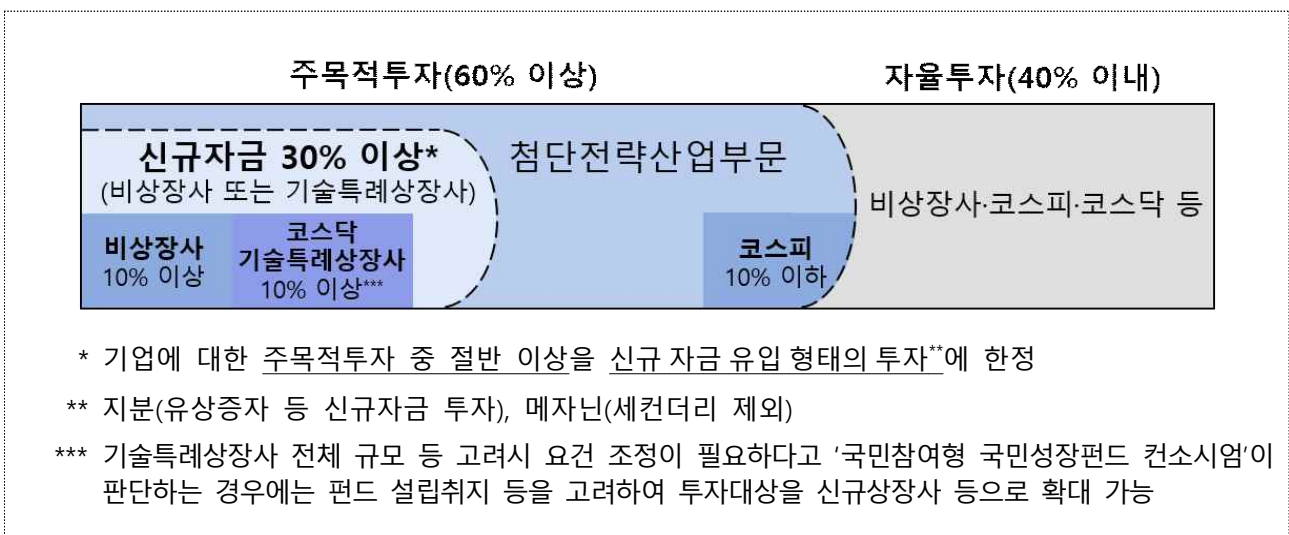 주목적투자(60% 이상)
자율투자(40% 이내)
신규자금 30% 이상*
(비상장사 또는 기술특례상장사)
첨단전략산업부문
비상장사·코스피·코스닥 등
비상장사
10% 이상
코스닥
기술특례상장사
10% 이상***
코스피
10% 이하
* 기업에 대한 주목적투자 중 절반 이상을 신규 자금 유입 형태의 투자**에 한정
** 지분(유상증자 등 신규자금 투자), 메자닌(세컨더리 제외)
*** 기술특례상장사 전체 규모 등 고려시 요건 조정이 필요하다고 '국민참여형 국민성장펀드 컨소시엄'이
판단하는 경우에는 펀드 설립취지 등을 고려하여 투자대상을 신규상장사 등으로 확대 가능